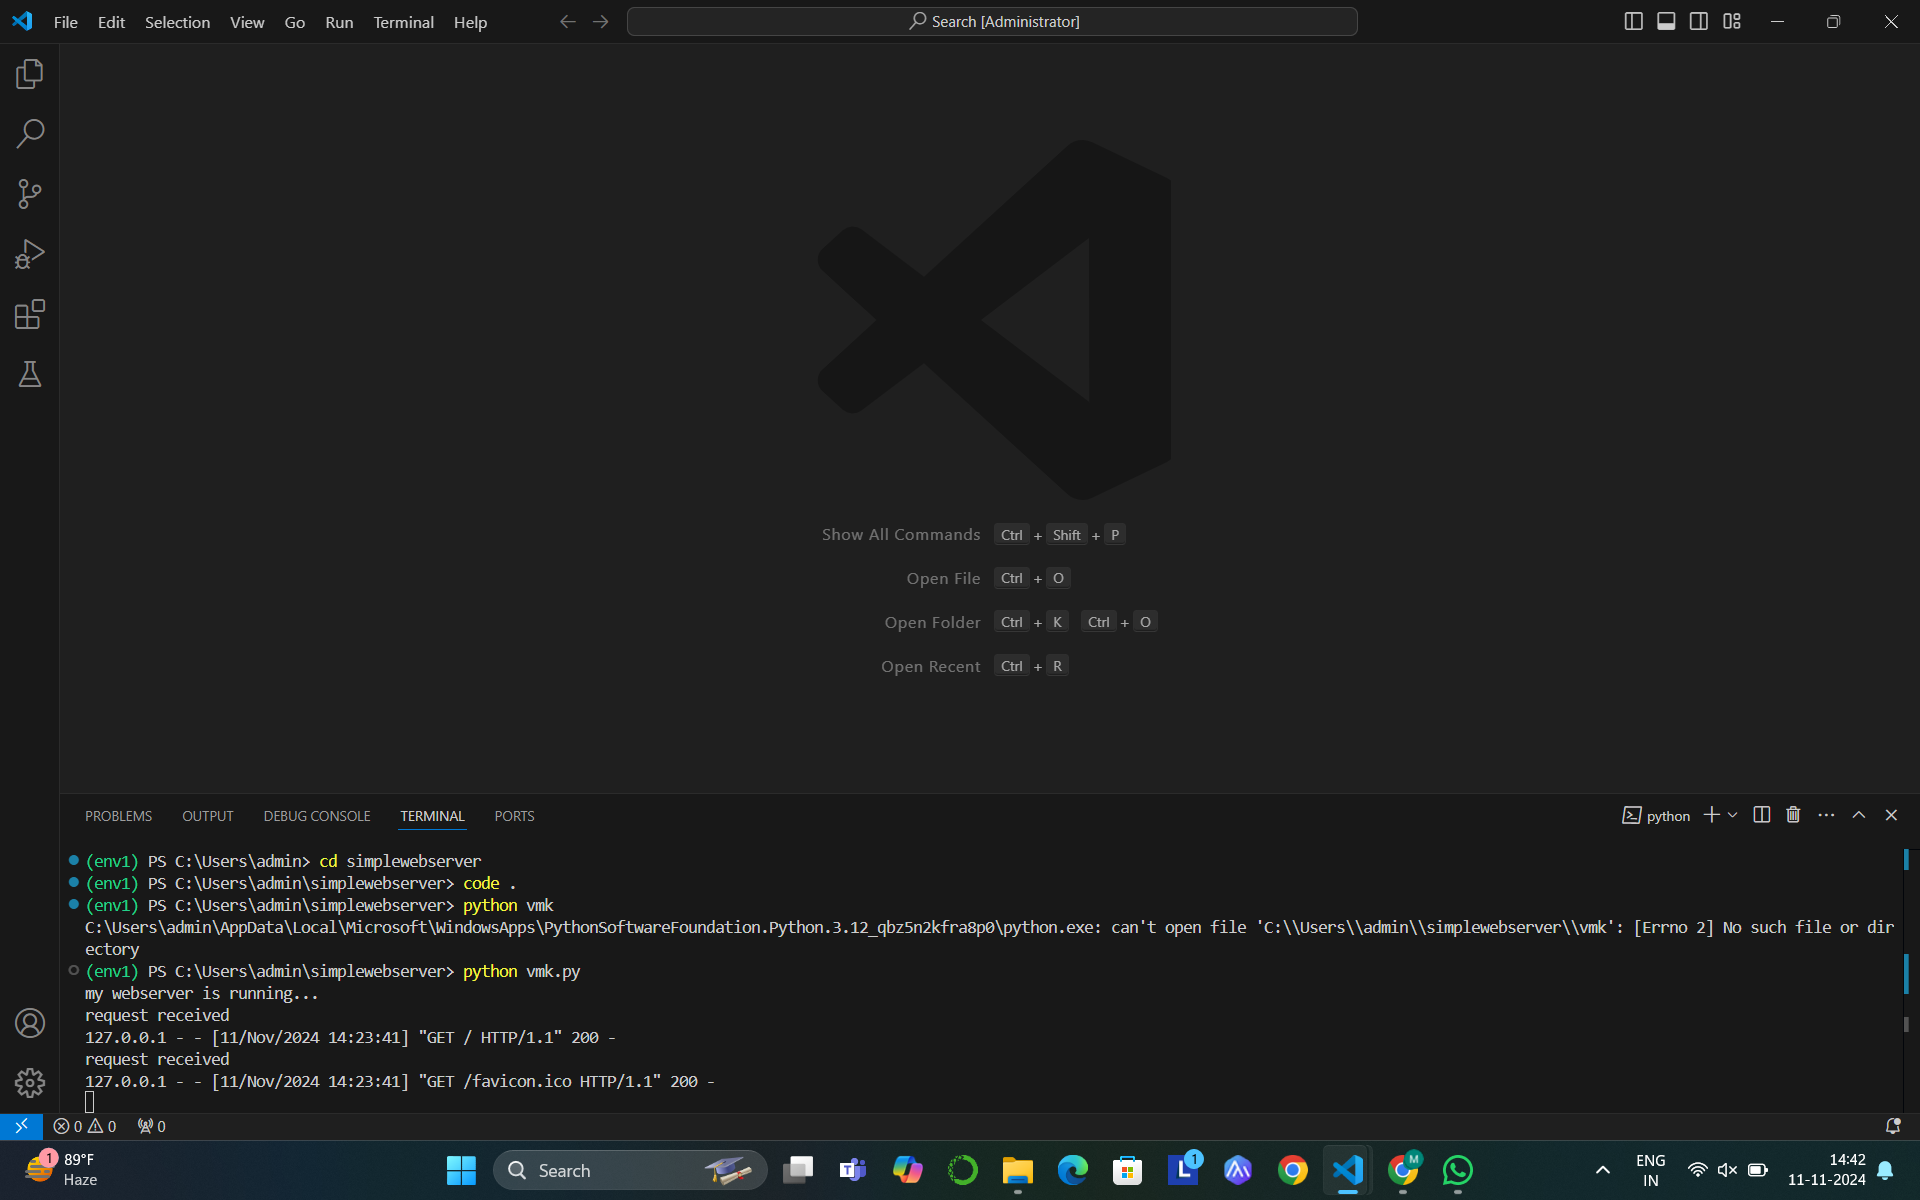 File Edit Selection View Go Run Terminal Help
Search [Administrator]
Show All Commands Ctrl + Shift + P
Open File Ctrl + O
Open Folder Ctrl + K Ctrl + O
Open Recent Ctrl + R
PROBLEMS OUTPUT DEBUG CONSOLE TERMINAL PORTS
python
(env1) PS C:\Users\admin> cd simplewebserver
(env1) PS C:\Users\admin\simplewebserver> code .
(env1) PS C:\Users\admin\simplewebserver> python vmk
C:\Users\admin\AppData\Local\Microsoft\WindowsApps\PythonSoftwareFoundation.Python.3.12_qbz5n2kfra8p0\python.exe: can't open file 'C:\\Users\\admin\\simplewebserver\\vmk': [Errno 2] No such file or dir
ectory
(env1) PS C:\Users\admin\simplewebserver> python vmk.py
my webserver is running...
request received
127.0.0.1 - - [11/Nov/2024 14:23:41] "GET / HTTP/1.1" 200 -
request received
127.0.0.1 - - [11/Nov/2024 14:23:41] "GET /favicon.ico HTTP/1.1" 200 -
0 0 0
1 89°F
Haze
Search
L 1
M
ENG
IN
14:42
11-11-2024